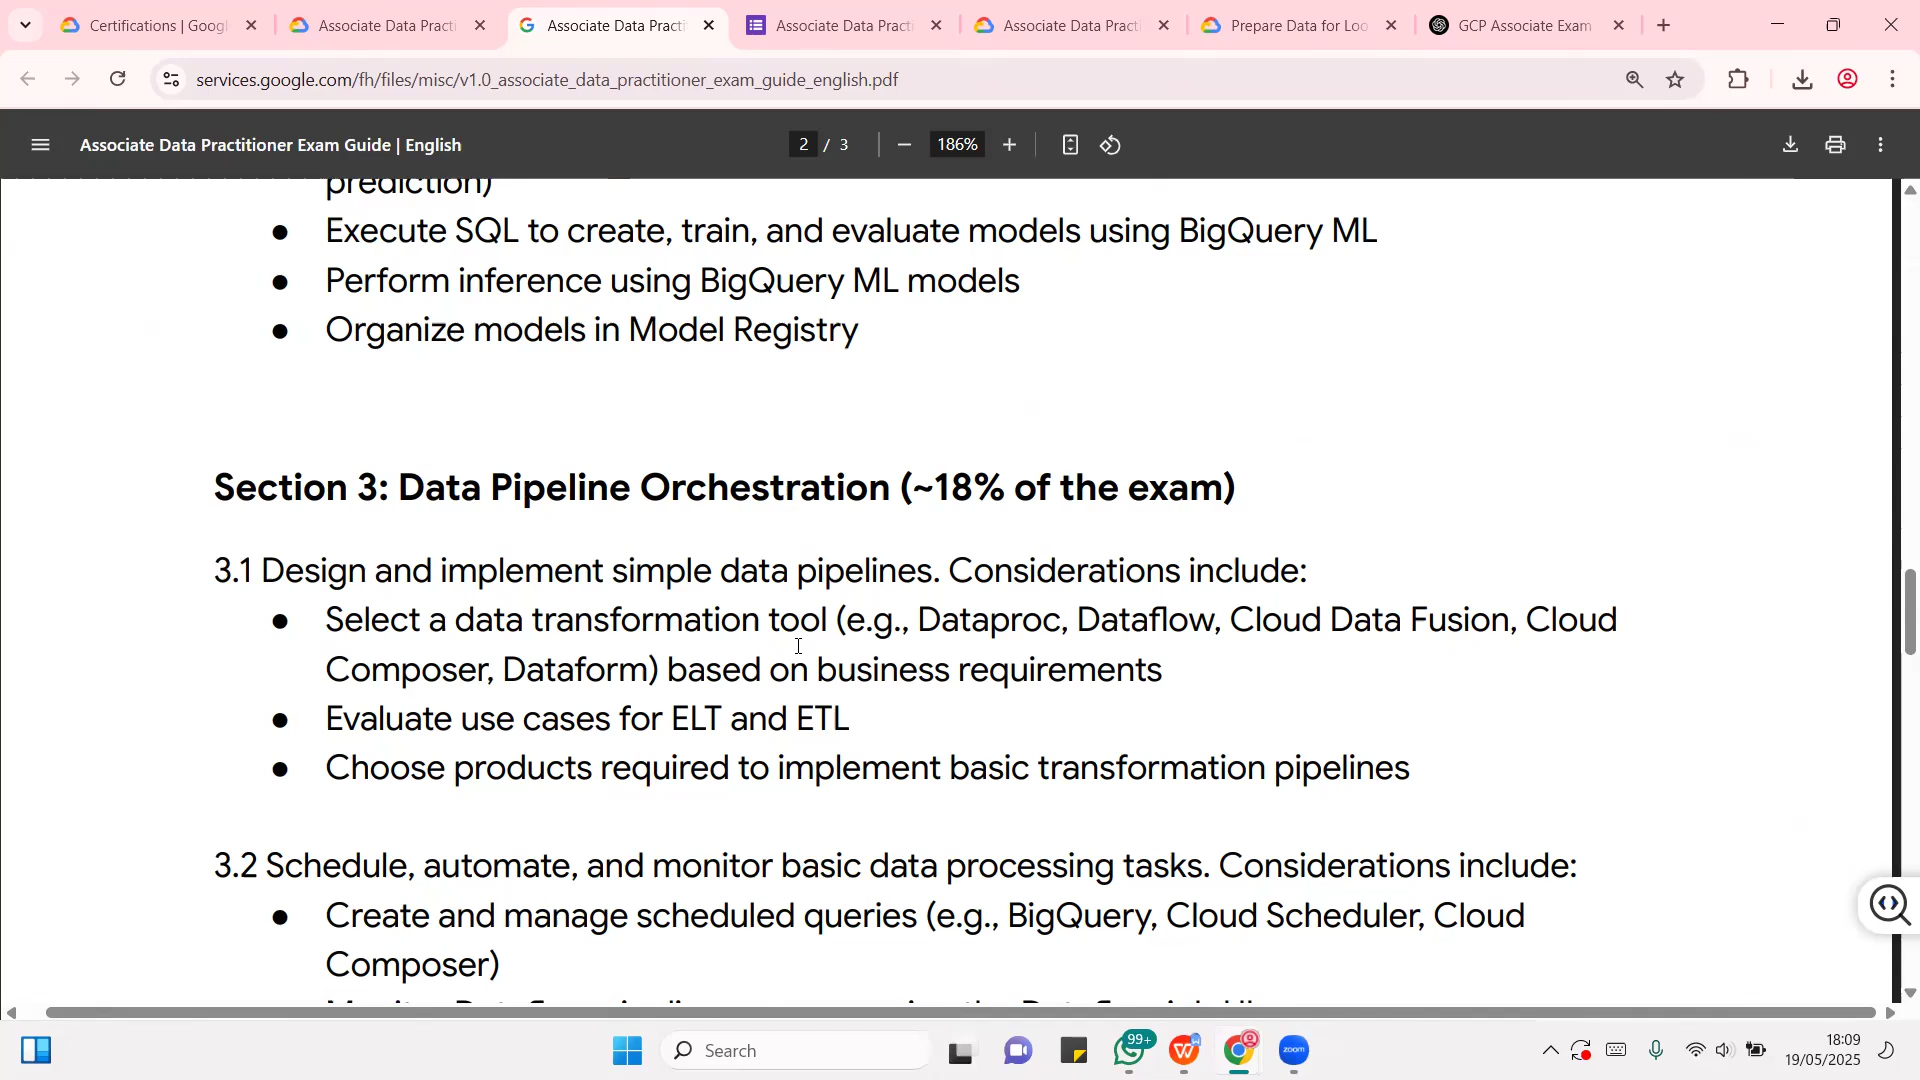 Certifications | Googl
Associate Data Practi
Associate Data Practi
Associate Data Practi
Associate Data Practi
Prepare Data for Loo
GCP Associate Exam
services.google.com/fh/files/misc/v1.0_associate_data_practitioner_exam_guide_english.pdf
Associate Data Practitioner Exam Guide | English
2 / 3
186%
prediction)
● Execute SQL to create, train, and evaluate models using BigQuery ML
● Perform inference using BigQuery ML models
● Organize models in Model Registry
Section 3: Data Pipeline Orchestration (~18% of the exam)
3.1 Design and implement simple data pipelines. Considerations include:
● Select a data transformation tool (e.g., Dataproc, Dataflow, Cloud Data Fusion, Cloud
Composer, Dataform) based on business requirements
● Evaluate use cases for ELT and ETL
● Choose products required to implement basic transformation pipelines
3.2 Schedule, automate, and monitor basic data processing tasks. Considerations include:
● Create and manage scheduled queries (e.g., BigQuery, Cloud Scheduler, Cloud
Composer)
Search
99+
zoom
18:09
19/05/2025